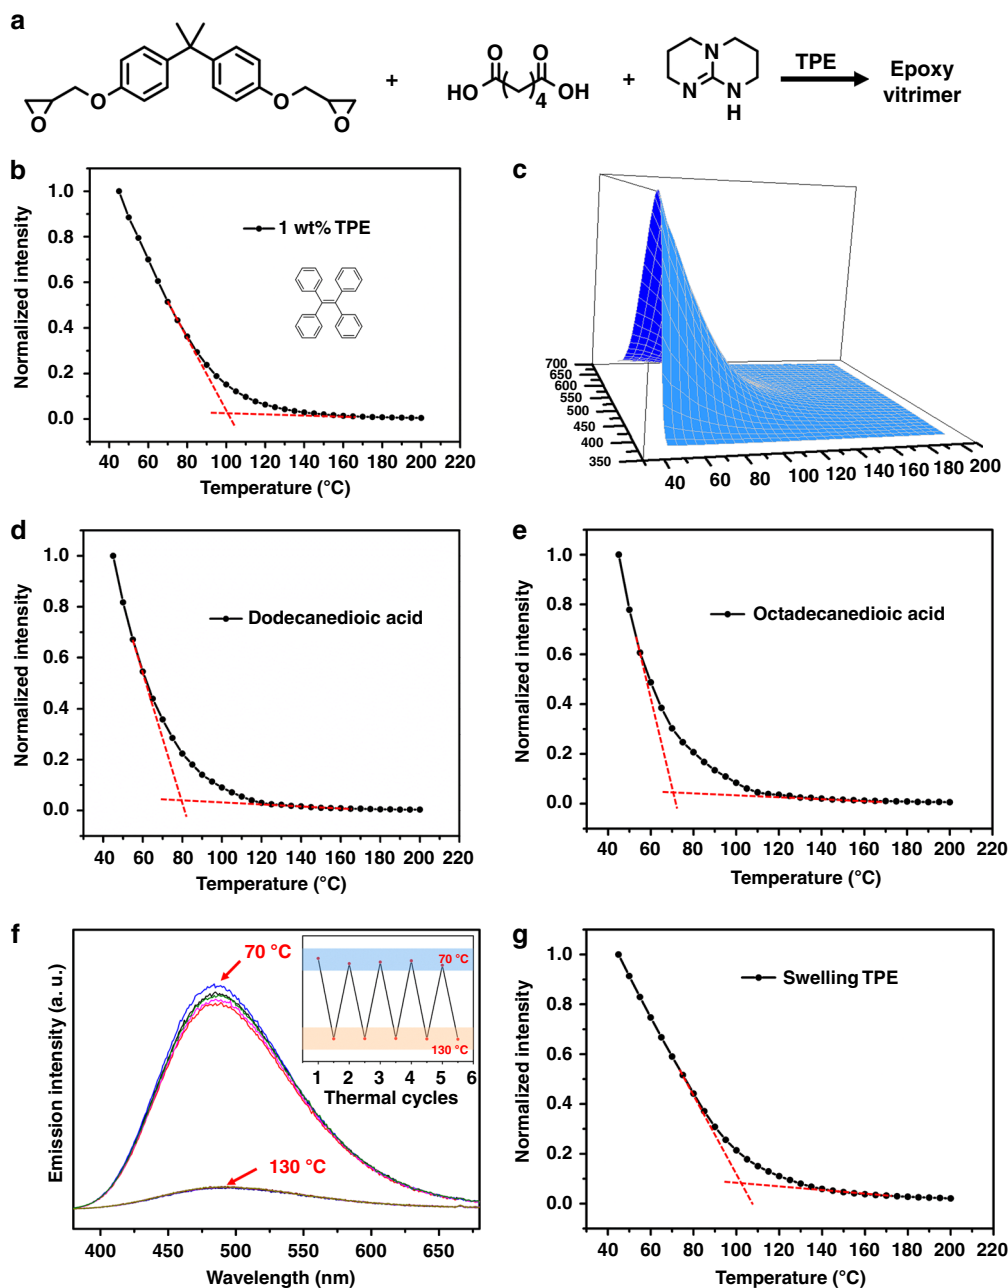 a
O
O
O
O
+
O
O
HO
4
OH
+
N
N
N
H
TPE
Epoxy
vitrimer
b
Normalized intensity
1.0
0.8
0.6
0.4
0.2
0.0
1 wt% TPE
40 60 80 100 120 140 160 180 200 220
Temperature (°C)
c
700
650
600
550
500
450
400
350
40 60 80 100 120 140 160 180 200
d
Normalized intensity
1.0
0.8
0.6
0.4
0.2
0.0
Dodecanedioic acid
40 60 80 100 120 140 160 180 200 220
Temperature (°C)
e
Normalized intensity
1.0
0.8
0.6
0.4
0.2
0.0
Octadecanedioic acid
40 60 80 100 120 140 160 180 200 220
Temperature (°C)
f
Emission intensity (a. u.)
70 °C
130 °C
70 °C
130 °C
1 2 3 4 5 6
Thermal cycles
400 450 500 550 600 650
Wavelength (nm)
g
Normalized intensity
1.0
0.8
0.6
0.4
0.2
0.0
Swelling TPE
40 60 80 100 120 140 160 180 200 220
Temperature (°C)